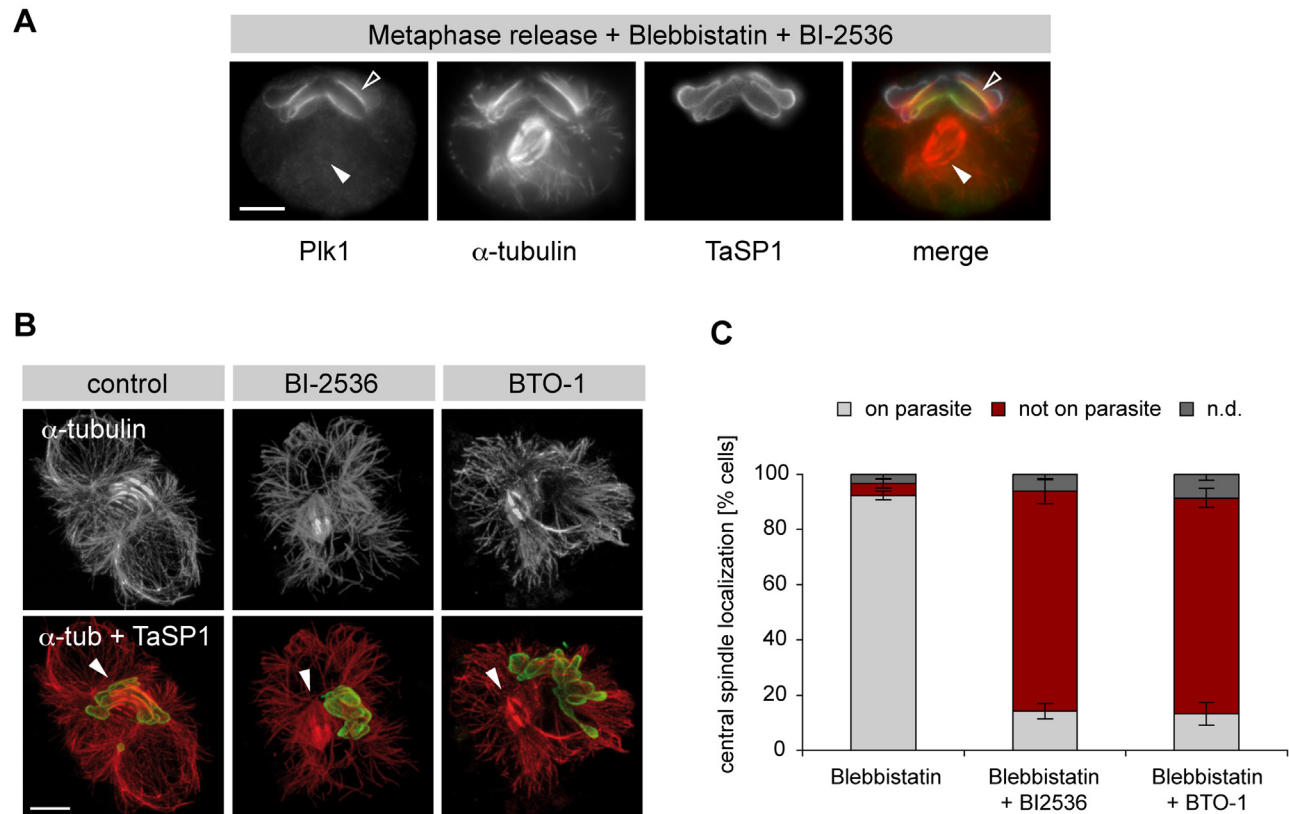 A
Metaphase release + Blebbistatin + BI-2536
Plk1 α-tubulin TaSP1 merge
B
control BI-2536 BTO-1
α-tubulin
α-tub + TaSP1
C
on parasite not on parasite n.d.
central spindle localization [% cells]
100
80
60
40
20
0
Blebbistatin Blebbistatin Blebbistatin
+ BI2536 + BTO-1